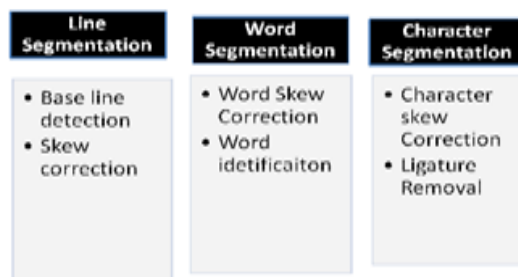 Line
Segmentation
• Base line
detection
• Skew
correction
Word
Segmentation
• Word Skew
Correction
• Word
idetificaiton
Character
Segmentation
• Character
skew
Correction
• Ligature
Removal